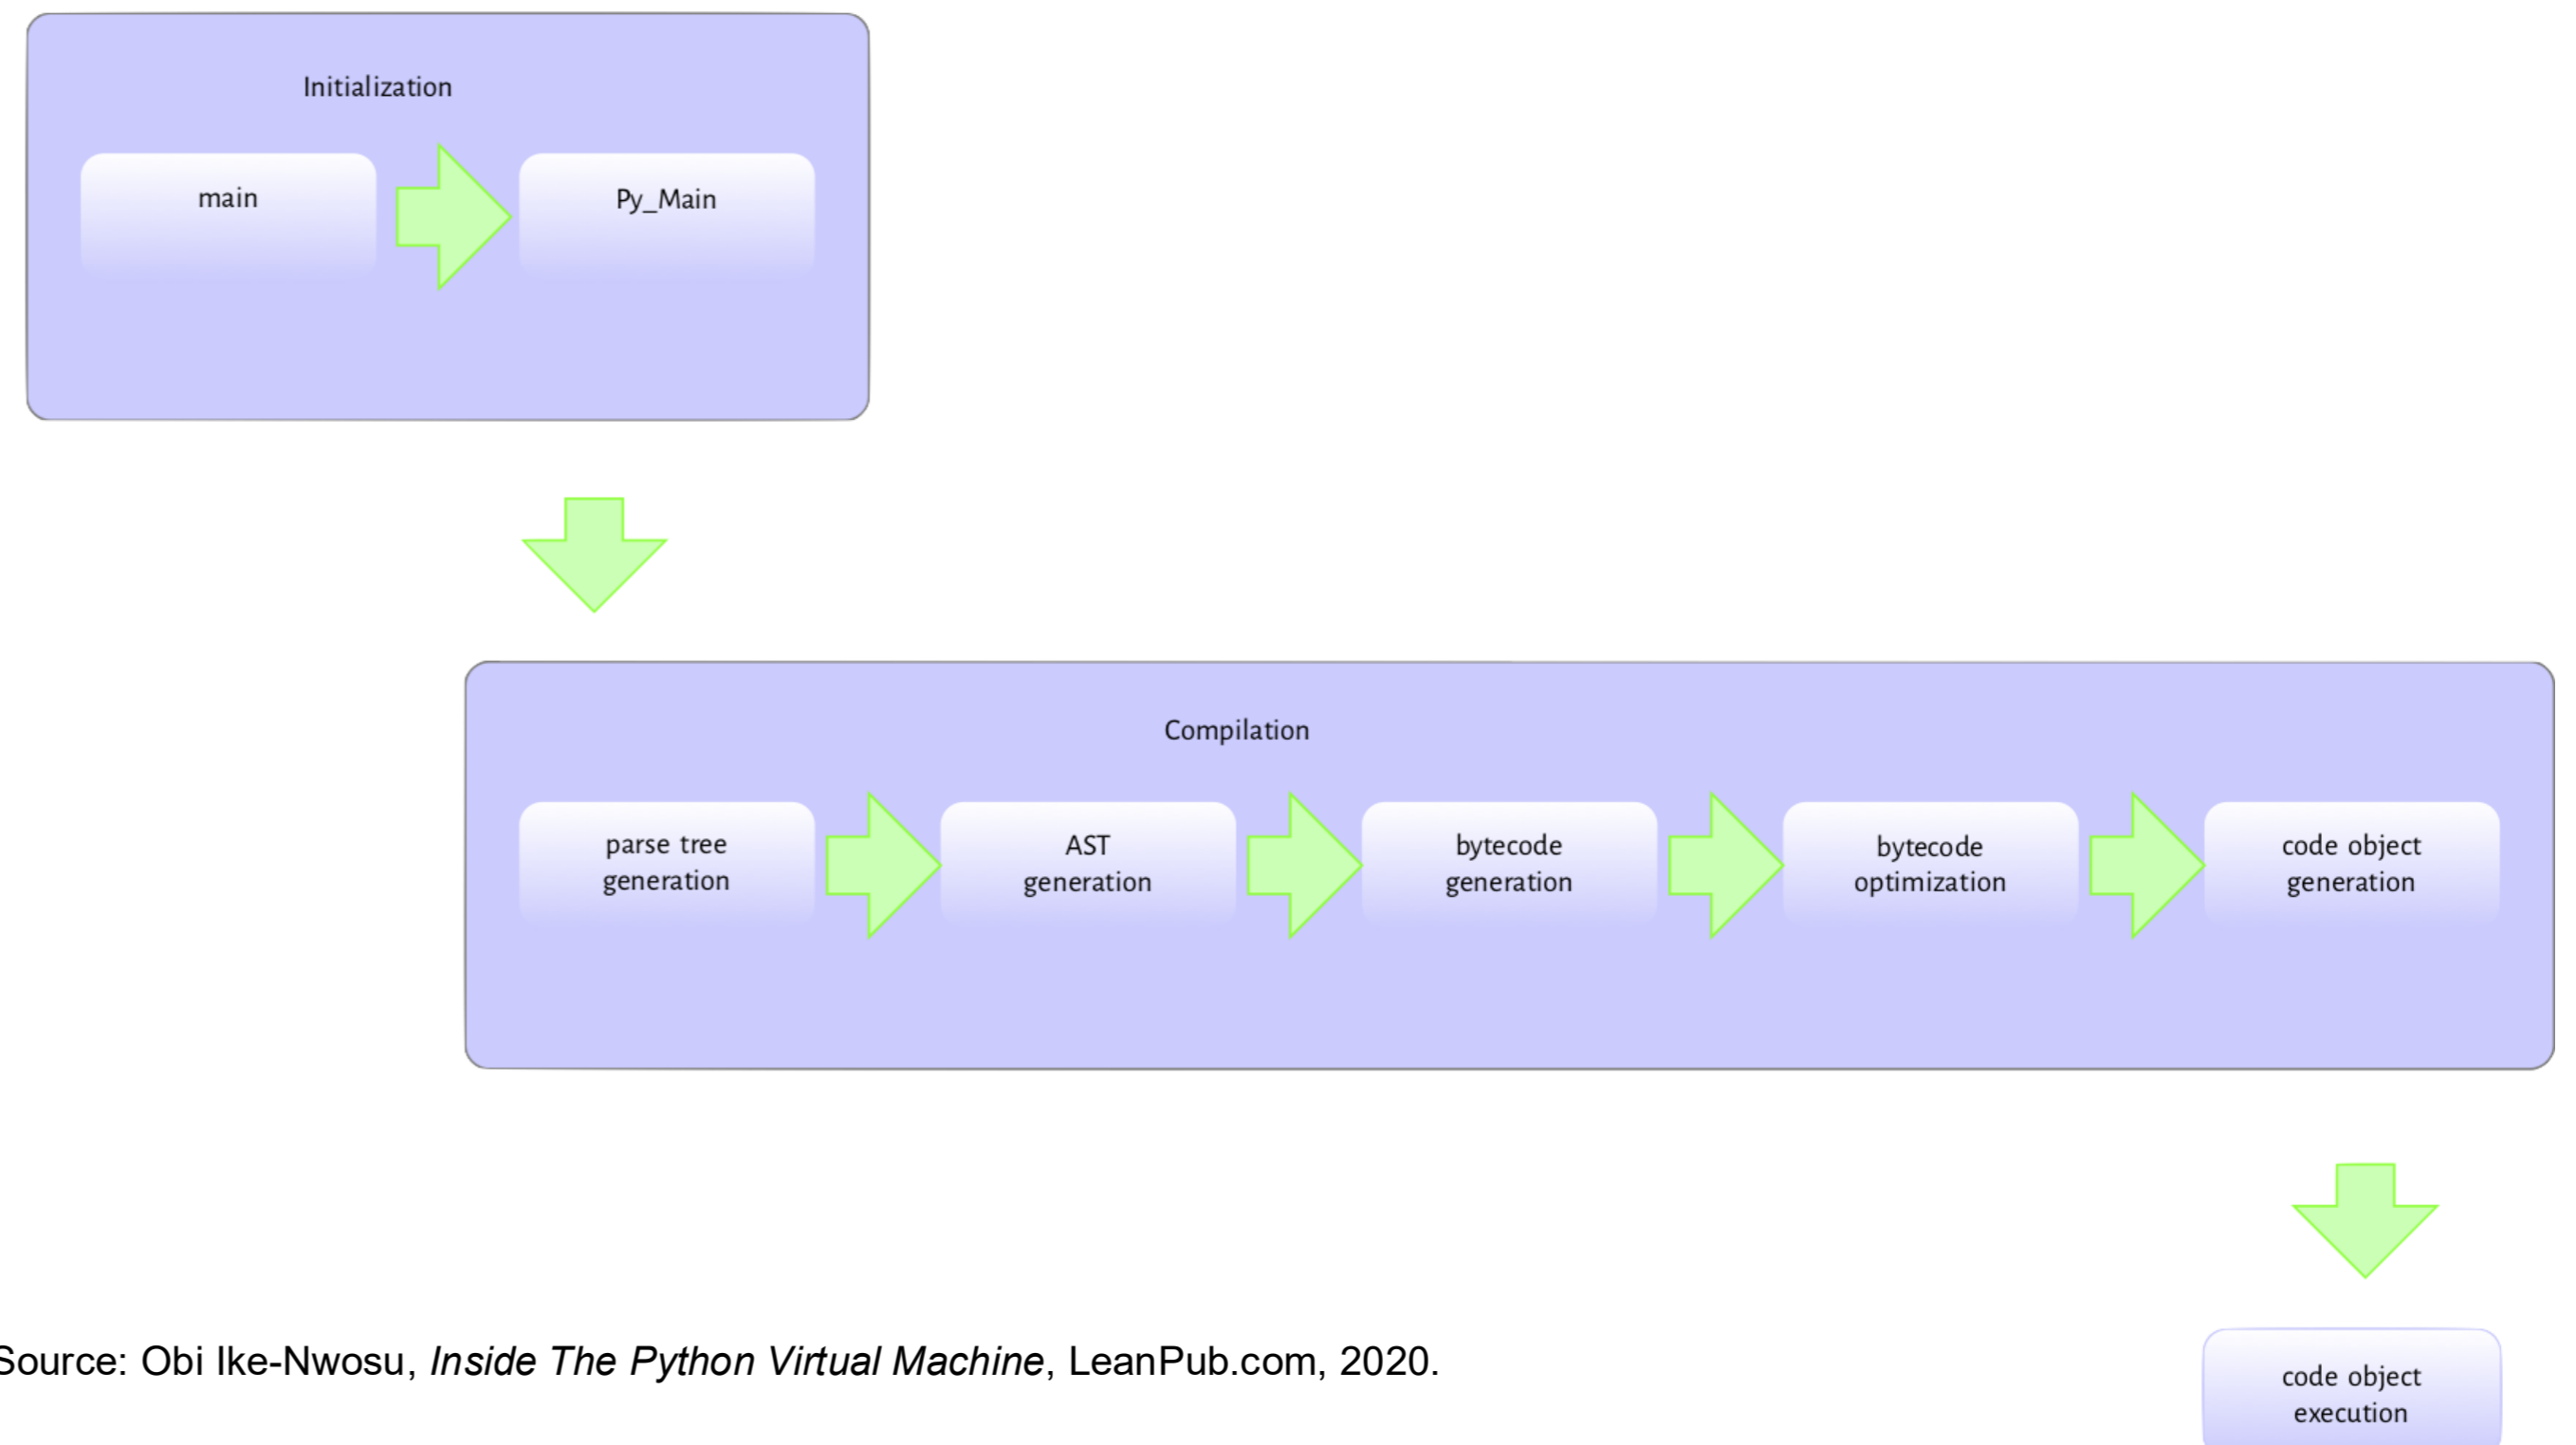 Initialization
main
Py_Main
Compilation
parse tree
generation
AST
generation
bytecode
generation
bytecode
optimization
code object
generation
Source: Obi Ike-Nwosu, Inside The Python Virtual Machine, LeanPub.com, 2020.
code object
execution